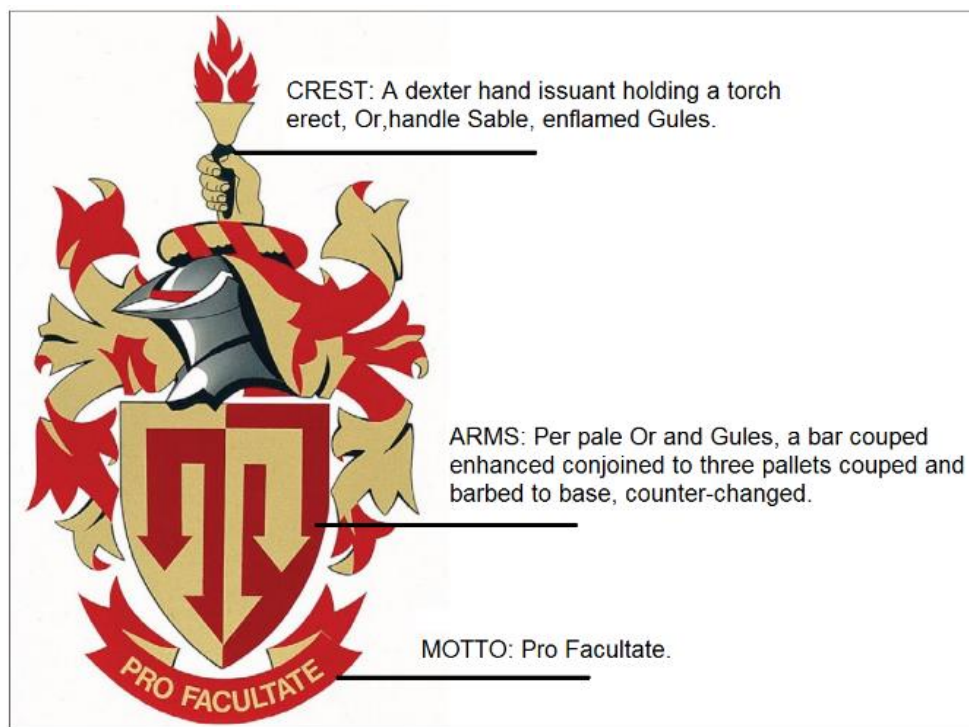 CREST: A dexter hand issuant holding a torch
erect, Or,handle Sable, enflamed Gules.
ARMS: Per pale Or and Gules, a bar couped
enhanced conjoined to three pallets couped and
barbed to base, counter-changed.
MOTTO: Pro Facultate.
PRO FACULTATE